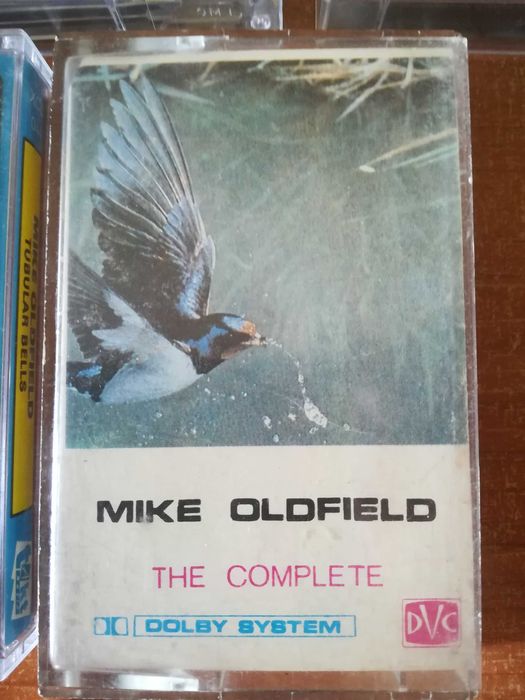 MIKE OLDFIELD
TUBULAR BELLS
MIKE OLDFIELD
THE COMPLETE
DOLBY SYSTEM
DVC